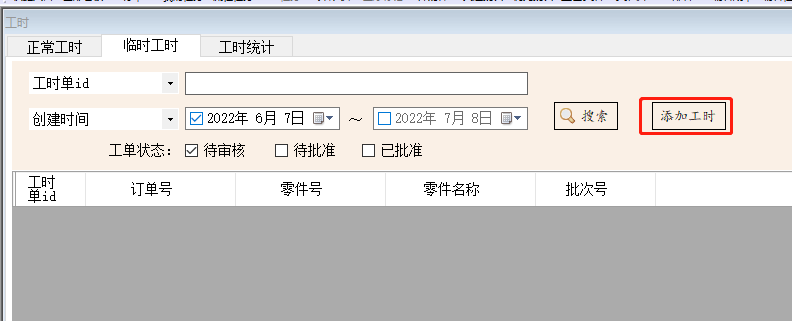 工时
正常工时 临时工时 工时统计
工时单id
创建时间 2022年 6月 7日 ～ 2022年 7月 8日 搜索 添加工时
工单状态： 待审核 待批准 已批准
工时单id 订单号 零件号 零件名称 批次号